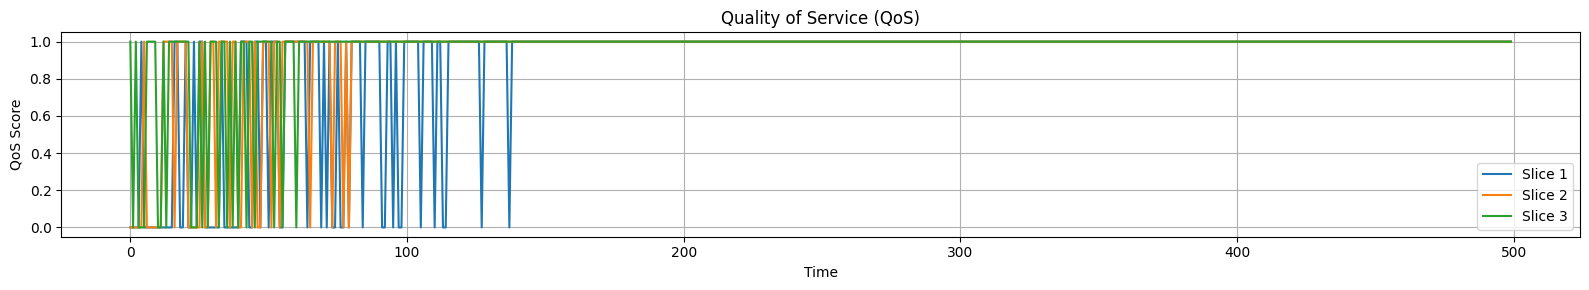 Quality of Service (QoS)
QoS Score
1.0
0.8
0.6
0.4
0.2
0.0
Slice 1
Slice 2
Slice 3
0 100 200 300 400 500
Time